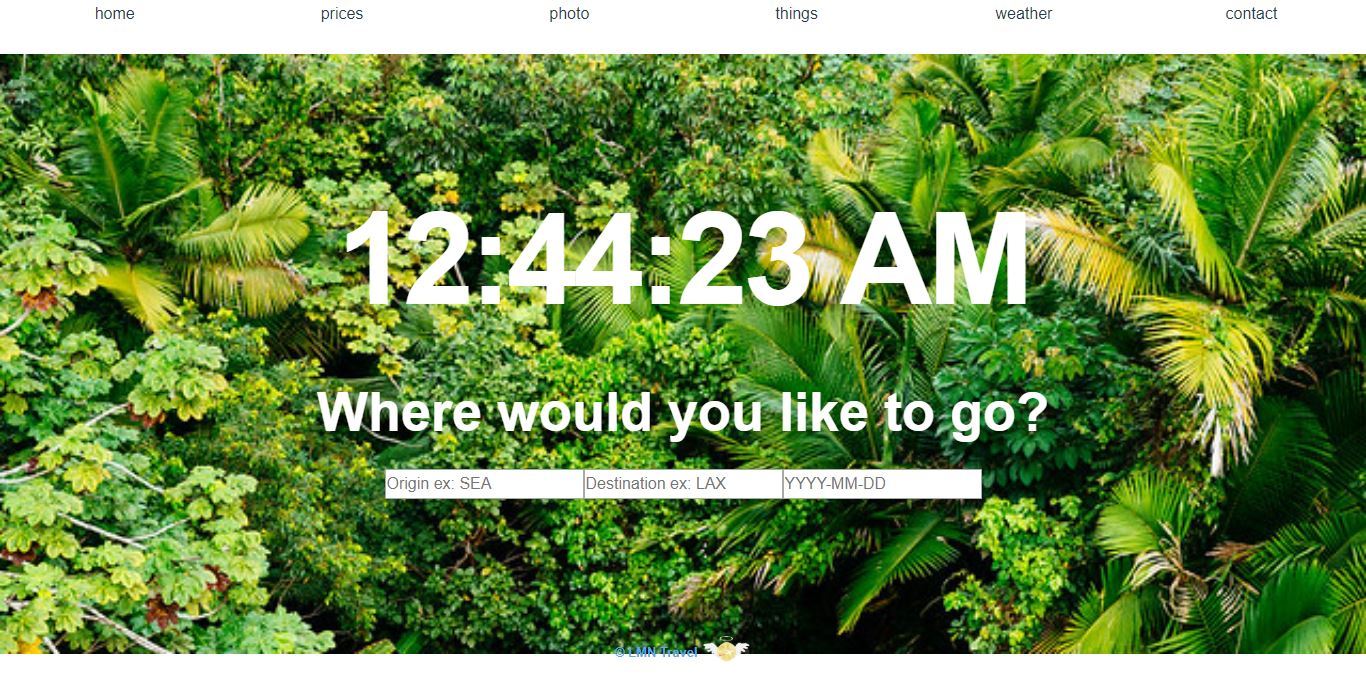 home prices photo things weather contact
12:44:23 AM
Where would you like to go?
Origin ex: SEA Destination ex: LAX YYYY-MM-DD
© LMN Travel